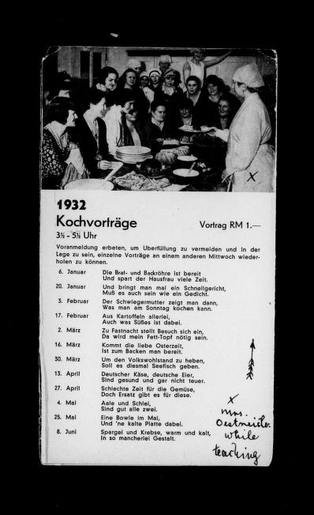 1932
Kochvorträge
3½ - 5½ Uhr
Vortrag RM 1.—
Voranmeldung erbeten, um Überfüllung zu vermeiden und in der
Lage zu sein, einzelne Vorträge an einem anderen Mittwoch wieder-
holen zu können.
6. Januar Die Brat- und Backröhre ist bereit
Und spart der Hausfrau viele Zeit.
20. Januar Und bringt man mal ein Schnellgericht,
Muß es auch sein wie ein Gedicht.
3. Februar Der Schwiegermutter zeigt man dann,
Was man am Sonntag kochen kann.
17. Februar Aus Kartoffeln allerlei,
Auch was Süßes ist dabei.
2. März Zu Fastnacht stellt Besuch sich ein,
Da wird mein Fett-Topf nötig sein.
16. März Kommt die liebe Osterzeit,
Ist zum Backen man bereit.
30. März Um den Volkswohlstand zu heben,
Soll es diesmal Seefisch geben.
13. April Deutscher Käse, deutsche Eier,
Sind gesund und gar nicht teuer.
27. April Schlechte Zeit für die Gemüse,
Doch Ersatz gibt es für diese.
4. Mai Aale und Schlei,
Sind gut alle zwei.
25. Mai Eine Bowle im Mai,
Und 'ne kalte Platte dabei.
8. Juni Spargel und Krebse, warm und kalt,
In so mancherlei Gestalt.
x
Mrs.
Oestreicher
while
teaching
x